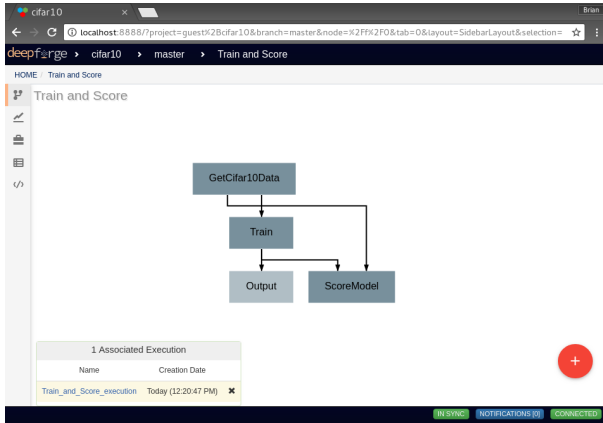 cifar10
Brian
localhost:8888/?project=guest%2Bcifar10&branch=master&node=%2Ff%2F0&tab=0&layout=SidebarLayout&selection=
deepforge > cifar10 > master > Train and Score
HOME / Train and Score
Train and Score
GetCifar10Data
Train
Output ScoreModel
1 Associated Execution
Name Creation Date
Train_and_Score_execution Today (12:20:47 PM)
IN SYNC NOTIFICATIONS [0] CONNECTED